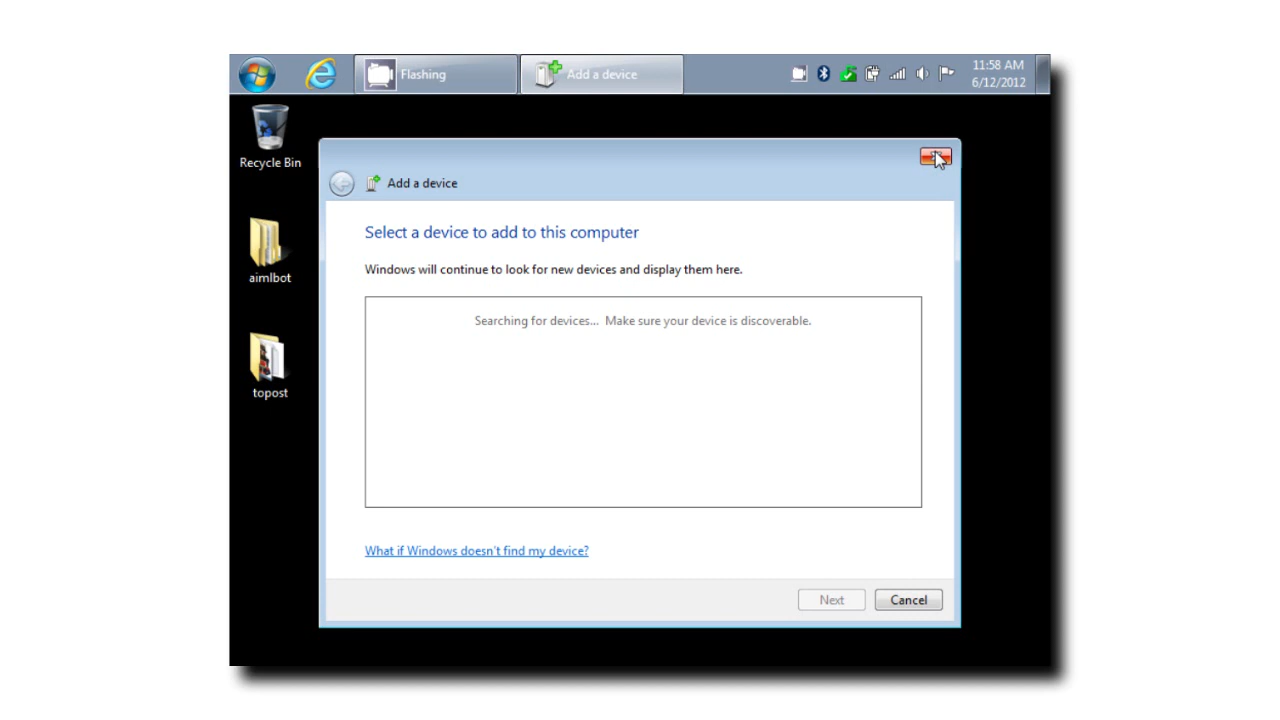 Flashing
Add a device
11:58 AM
6/12/2012
Recycle Bin
Add a device
Select a device to add to this computer
Windows will continue to look for new devices and display them here.
aimlbot
Searching for devices... Make sure your device is discoverable.
topost
What if Windows doesn't find my device?
Next
Cancel